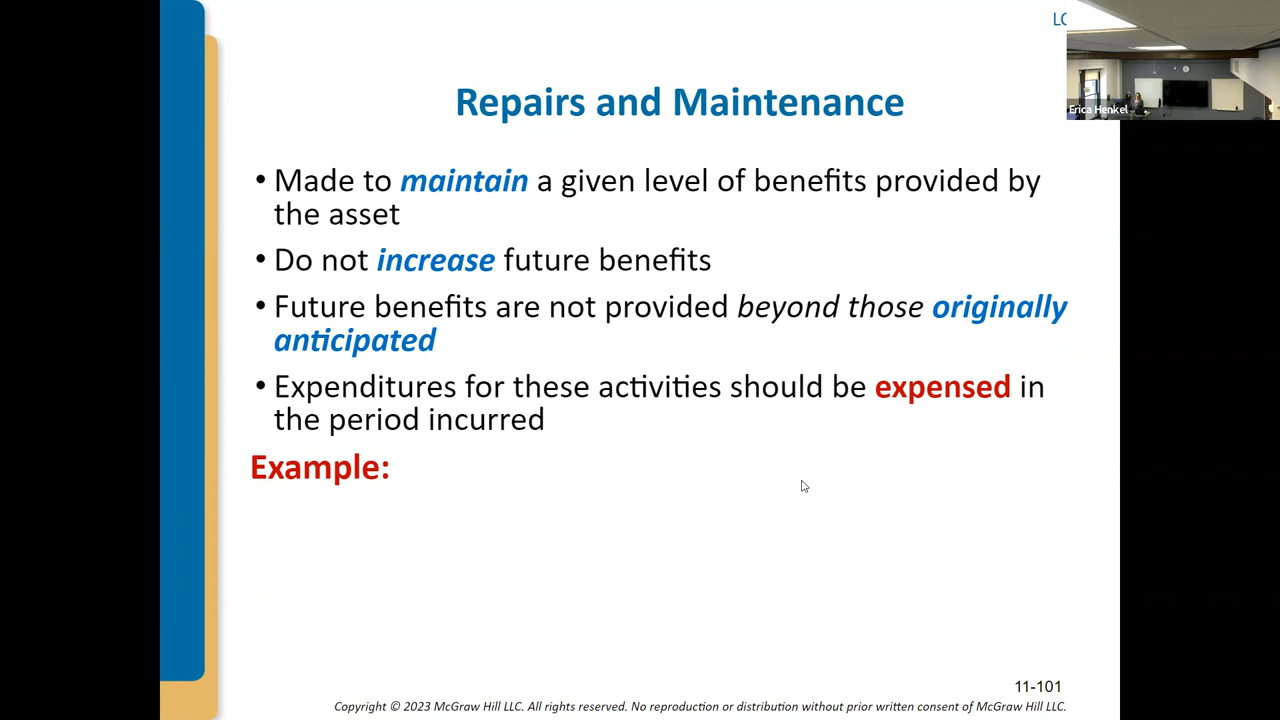 LO
Erica Henkel
Repairs and Maintenance
• Made to maintain a given level of benefits provided by
the asset
• Do not increase future benefits
• Future benefits are not provided beyond those originally
anticipated
• Expenditures for these activities should be expensed in
the period incurred
Example:
11-101
Copyright © 2023 McGraw Hill LLC. All rights reserved. No reproduction or distribution without prior written consent of McGraw Hill LLC.